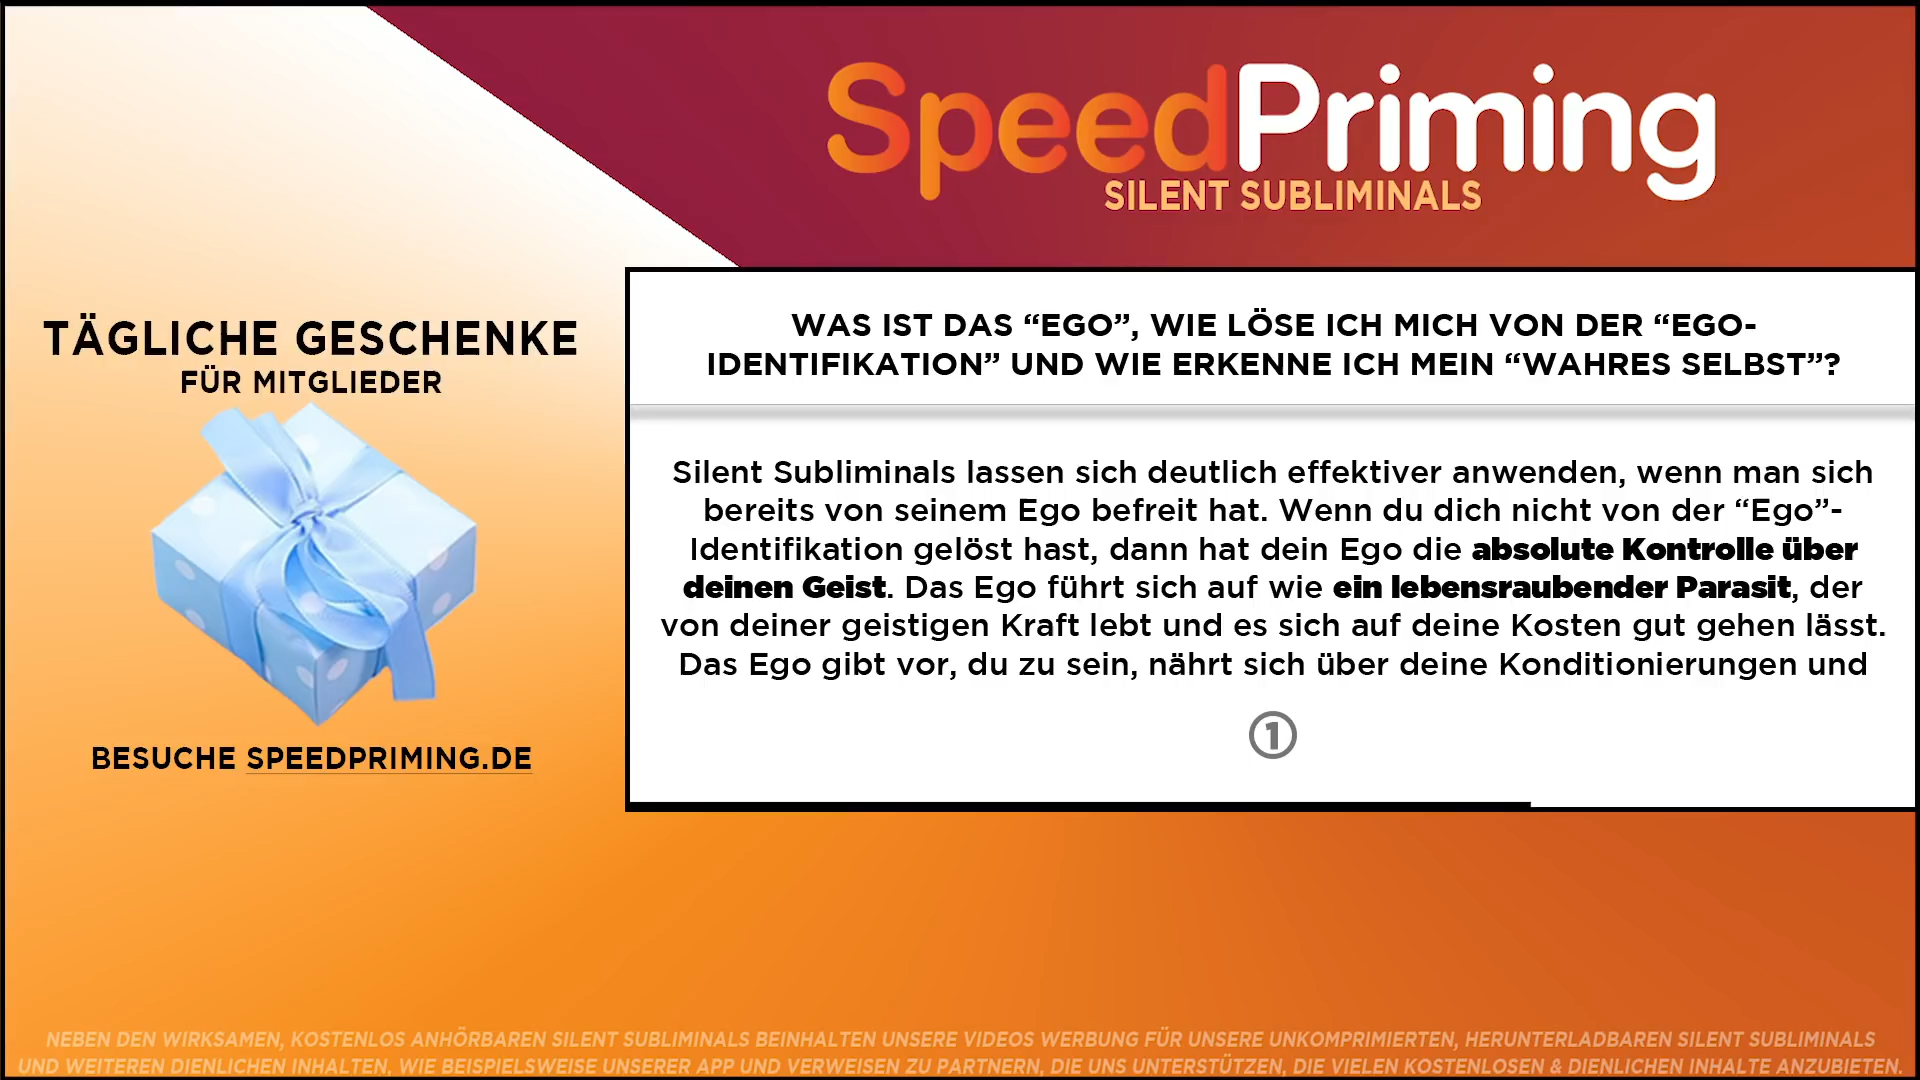 SpeedPriming
SILENT SUBLIMINALS
TÄGLICHE GESCHENKE
FÜR MITGLIEDER
BESUCHE SPEEDPRIMING.DE
WAS IST DAS “EGO”, WIE LÖSE ICH MICH VON DER “EGO-
IDENTIFIKATION” UND WIE ERKENNE ICH MEIN “WAHRES SELBST”?
Silent Subliminals lassen sich deutlich effektiver anwenden, wenn man sich
bereits von seinem Ego befreit hat. Wenn du dich nicht von der “Ego”-
Identifikation gelöst hast, dann hat dein Ego die absolute Kontrolle über
deinen Geist. Das Ego führt sich auf wie ein lebensraubender Parasit, der
von deiner geistigen Kraft lebt und es sich auf deine Kosten gut gehen lässt.
Das Ego gibt vor, du zu sein, nährt sich über deine Konditionierungen und
1
NEBEN DEN WIRKSAMEN, KOSTENLOS ANHÖRBAREN SILENT SUBLIMINALS BEINHALTEN UNSERE VIDEOS WERBUNG FÜR UNSERE UNKOMPRIMIERTEN, HERUNTERLADBAREN SILENT SUBLIMINALS
UND WEITEREN DIENLICHEN INHALTEN, WIE BEISPIELSWEISE UNSERER APP UND VERWEISEN ZU PARTNERN, DIE UNS UNTERSTÜTZEN, DIE VIELEN KOSTENLOSEN & DIENLICHEN INHALTE ANZUBIETEN.